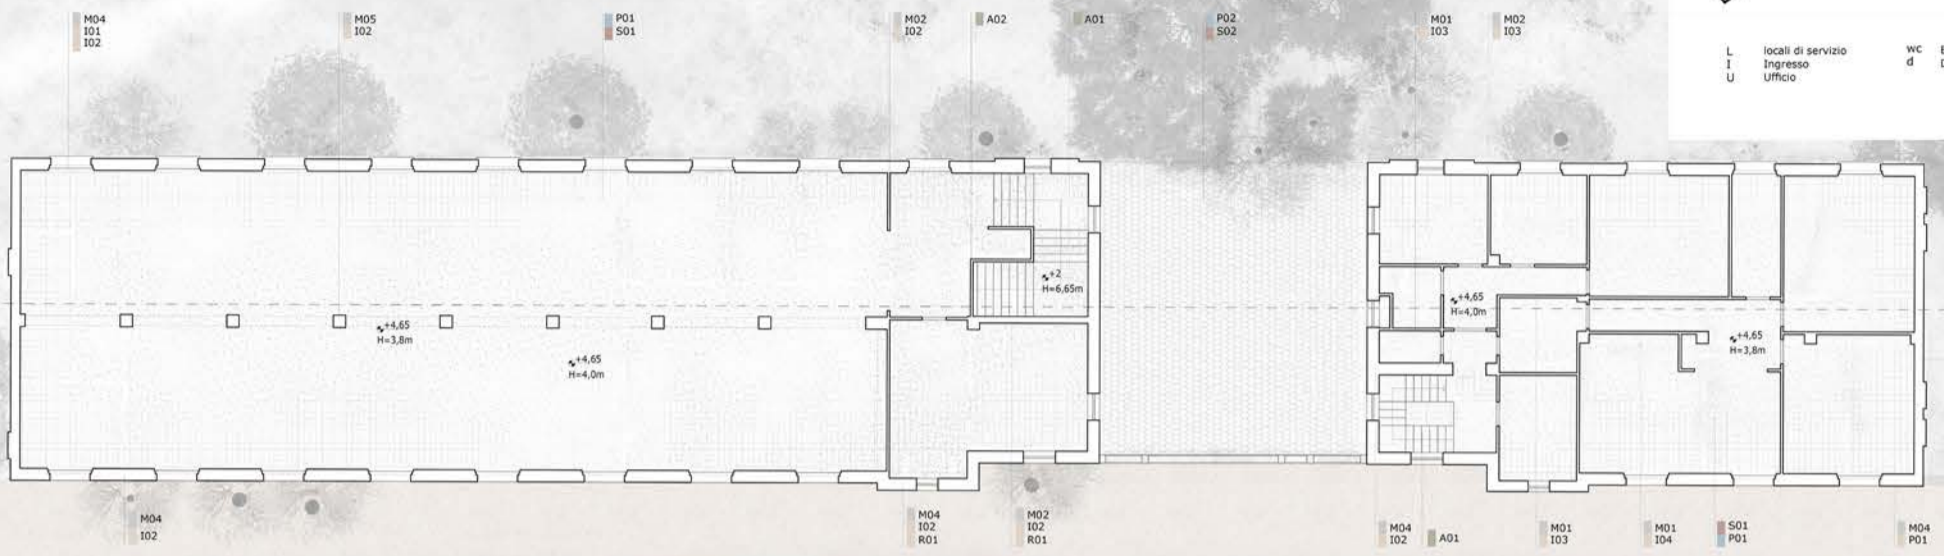 M04
I01
I02
M05
I02
P01
S01
M02
I02
A02
A01
P02
S02
M01
I03
M02
I03
L locali di servizio wc
I Ingresso d
U Ufficio
+2
H=6,65m
+4,65
H=3,8m
+4,65
H=4,0m
+4,65
H=4,0m
+4,65
H=3,8m
M04
I02
M04
I02
R01
M02
I02
R01
M04
I02
A01
M01
I03
M01
I04
S01
P01
M04
P01